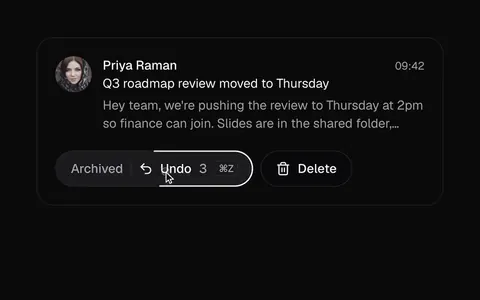 Priya Raman 09:42
Q3 roadmap review moved to Thursday
Hey team, we're pushing the review to Thursday at 2pm
so finance can join. Slides are in the shared folder,...
Archived Undo 3 ⌘Z Delete